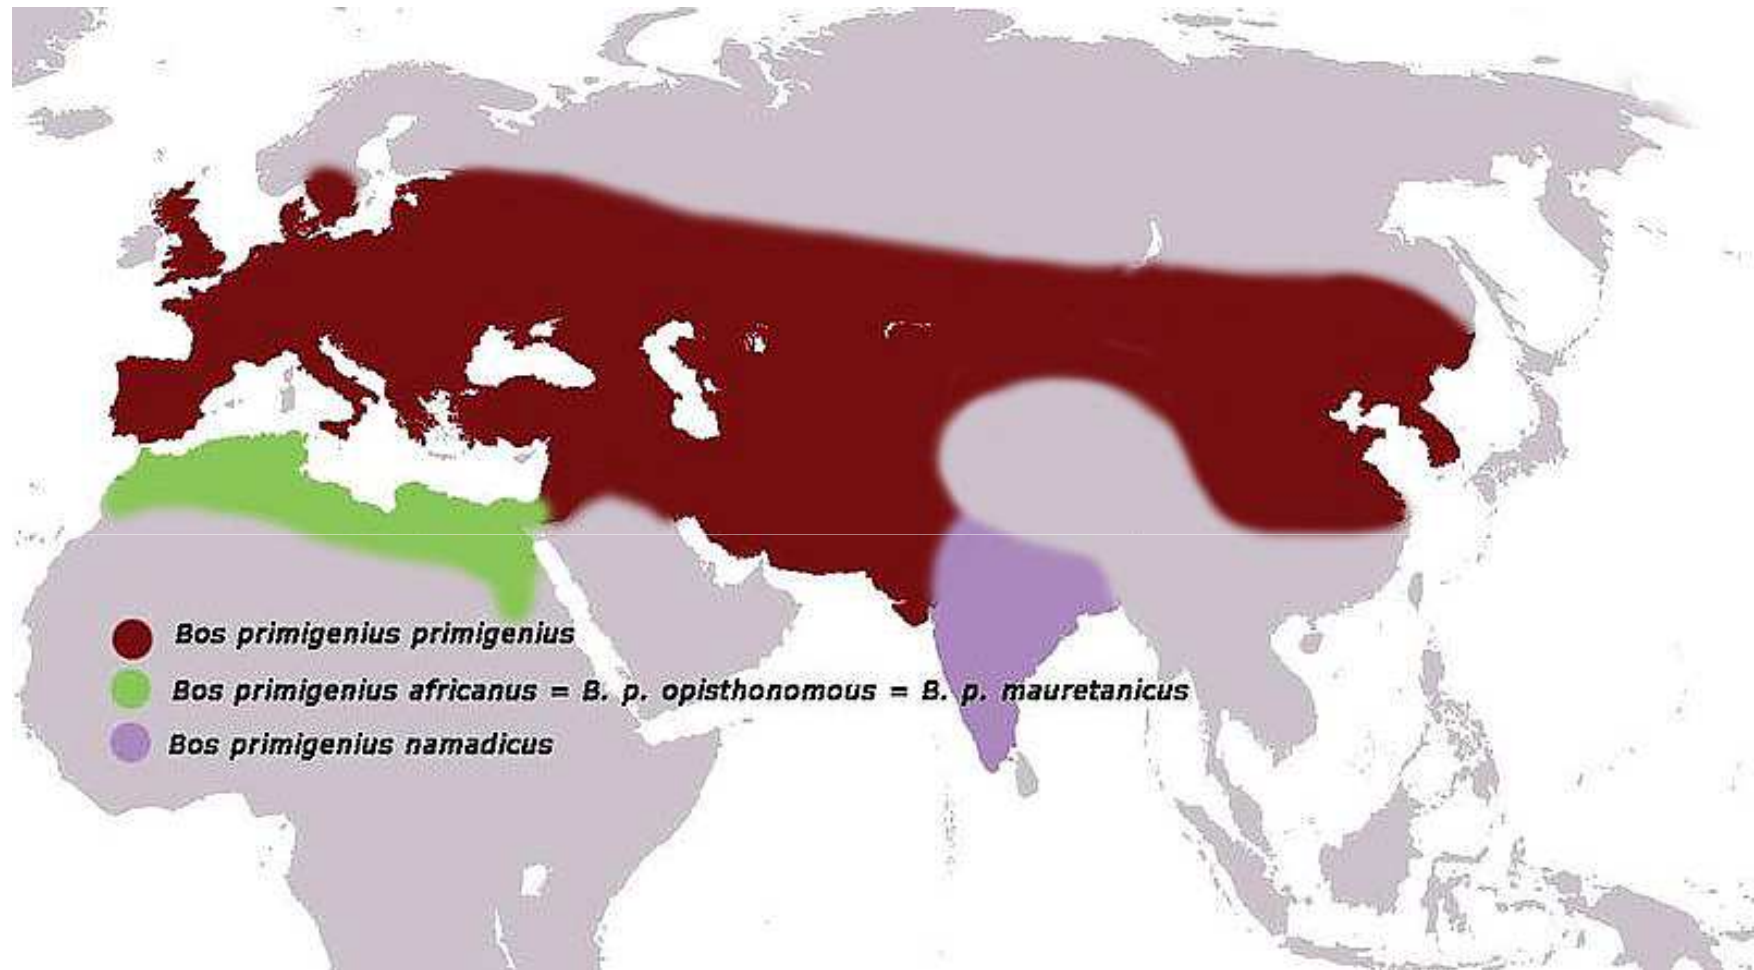 Bos primigenius primigenius
Bos primigenius africanus = B. p. opisthonomous = B. p. mauretanicus
Bos primigenius namadicus